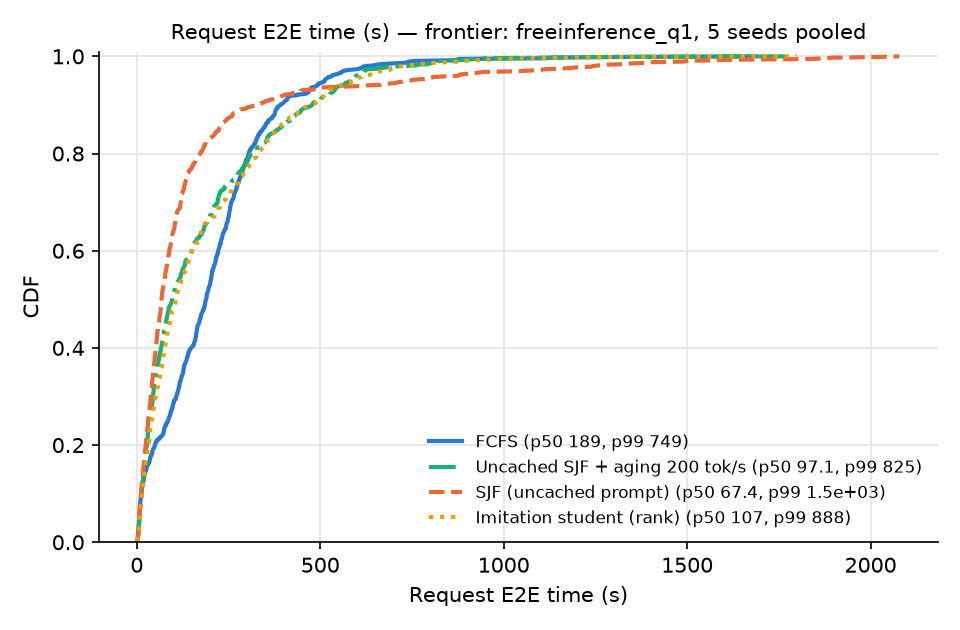 Request E2E time (s) — frontier: freeinference_q1, 5 seeds pooled
1.0
0.8
0.6
0.4
0.2
0.0
CDF
FCFS (p50 189, p99 749)
Uncached SJF + aging 200 tok/s (p50 97.1, p99 825)
SJF (uncached prompt) (p50 67.4, p99 1.5e+03)
Imitation student (rank) (p50 107, p99 888)
0 500 1000 1500 2000
Request E2E time (s)